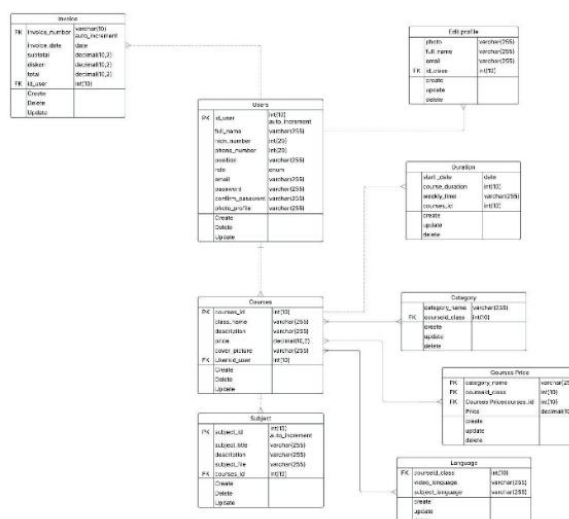 Invoice
PK invoice_number varchar(10) auto_increment
invoice_date date
subtotal decimal(10,2)
diskon decimal(10,2)
total decimal(10,2)
FK id_user int(10)
Create
Delete
Update
Edit profile
photo varchar(255)
full_name varchar(255)
email varchar(255)
FK id_class int(10)
create
update
delete
Users
PK id_user int(10) auto_increment
full_name varchar(255)
int(20)
phone_number int(20)
position varchar(255)
role enum
email varchar(255)
password varchar(255)
confirm_password varchar(255)
photo_profile varchar(255)
Create
Delete
Update
Duration
start_date date
course_duration int(10)
weekly_time varchar(255)
courses_id int(10)
create
update
delete
Courses
PK courses_id int(10)
class_name varchar(255)
description varchar(255)
price decimal(10,2)
cover_picture varchar(255)
FK Usersid_user int(10)
Create
Delete
Update
Category
category_name varchar(255)
FK courseid_class int(10)
create
update
delete
Courses Price
FK category_name varchar(25
FK courseid_class int(10)
FK Courses Pricecourses_id int(10)
Price decimal(10
create
update
delete
Subject
PK subject_id int(10) auto_increment
subject_title varchar(255)
description varchar(255)
subject_file varchar(255)
FK courses_id int(10)
Create
Delete
Update
Language
FK courseid_class int(10)
video_language varchar(255)
subject_language varchar(255)
create
update